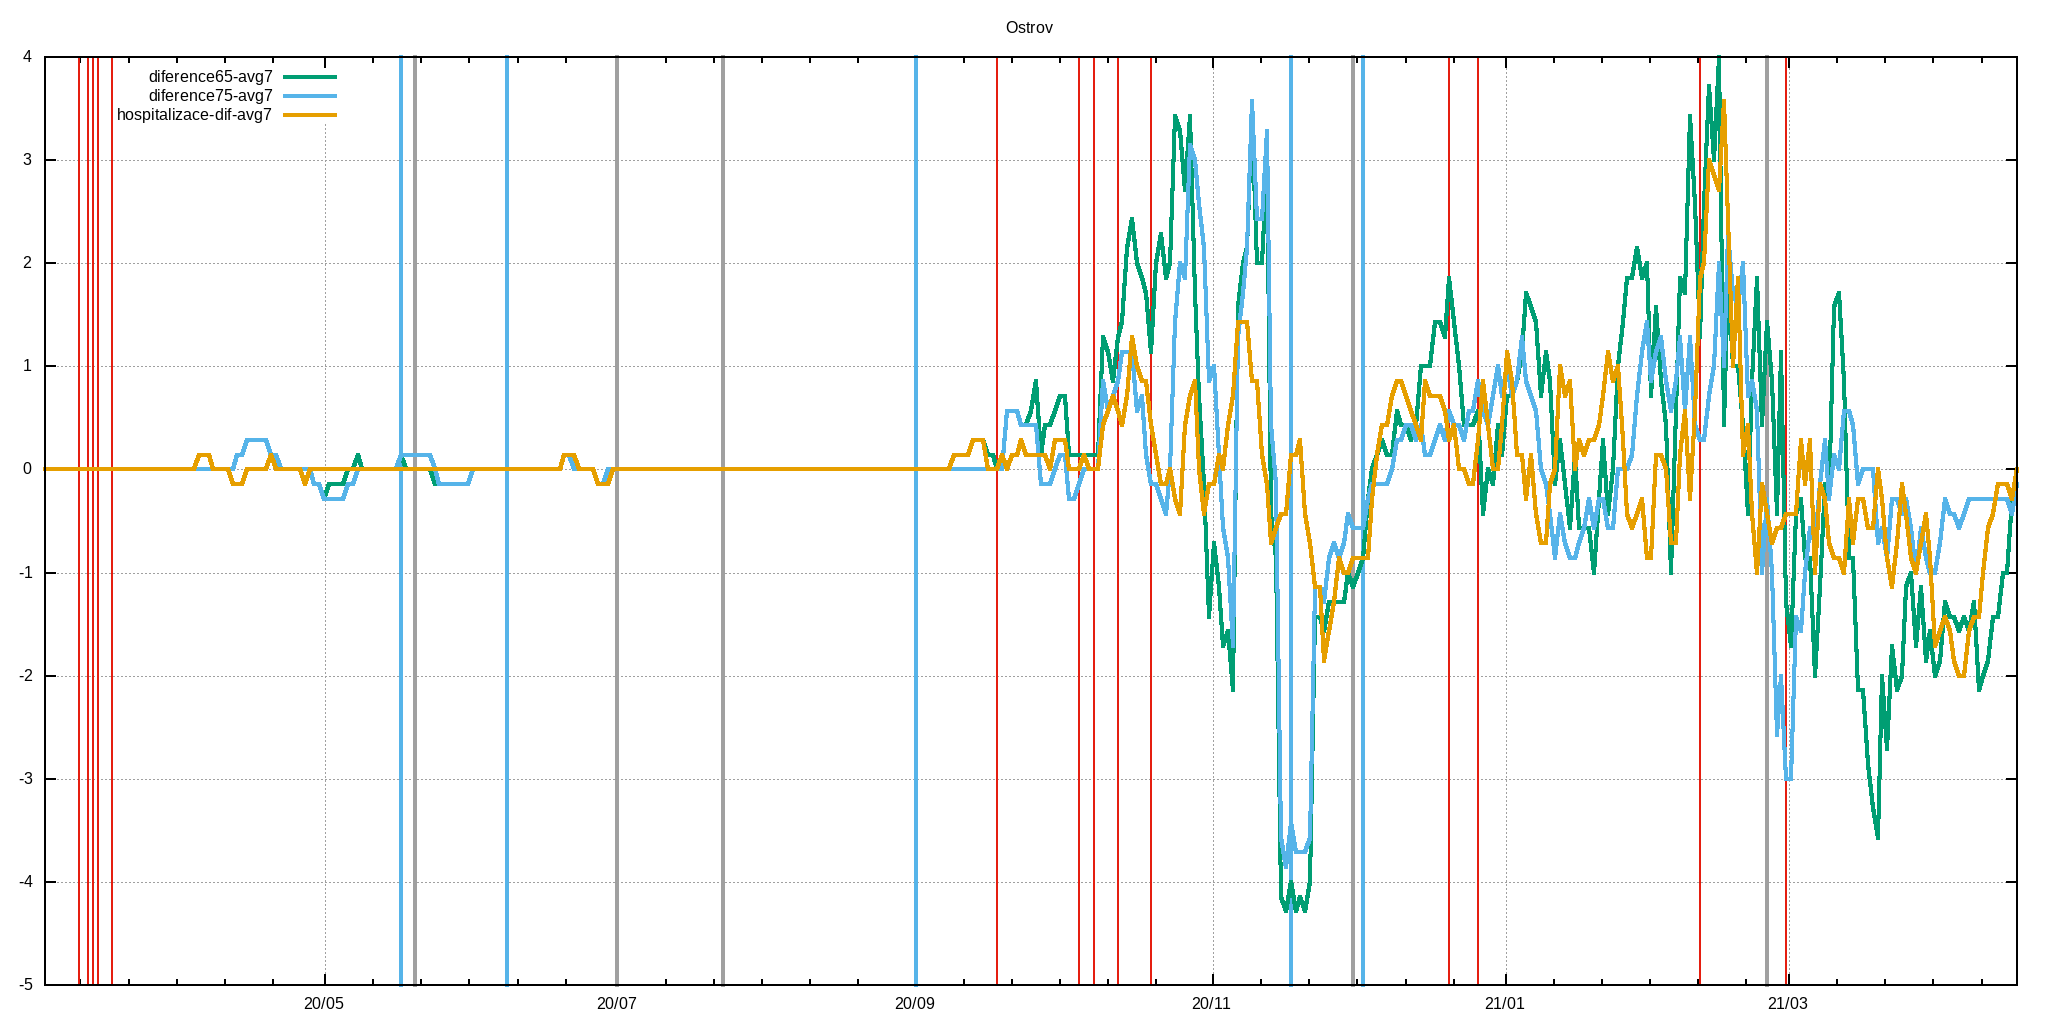 Ostrov
diference65-avg7
diference75-avg7
hospitalizace-dif-avg7
4
3
2
1
0
-1
-2
-3
-4
-5
20/05 20/07 20/09 20/11 21/01 21/03